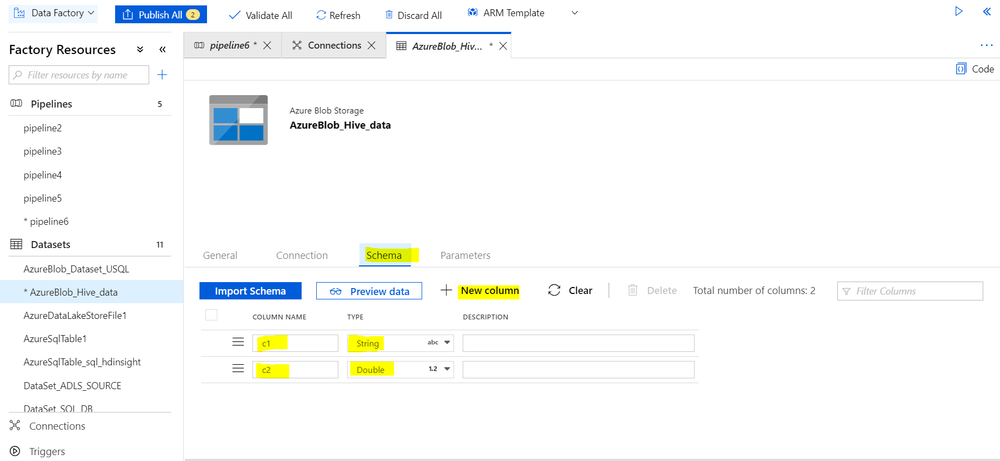 Data Factory
Publish All 2
Validate All
Refresh
Discard All
ARM Template
Factory Resources
Filter resources by name
Pipelines 5
pipeline2
pipeline3
pipeline4
pipeline5
* pipeline6
Datasets 11
AzureBlob_Dataset_USQL
* AzureBlob_Hive_data
AzureDataLakeStoreFile1
AzureSqlTable1
AzureSqlTable_sql_hdinsight
DataSet_ADLS_SOURCE
DataSet_SQL_DB
Connections
Triggers
pipeline6 *
Connections
AzureBlob_Hiv... *
Code
Azure Blob Storage
AzureBlob_Hive_data
General Connection Schema Parameters
Import Schema Preview data New column Clear Delete Total number of columns: 2 Filter Columns
COLUMN NAME TYPE DESCRIPTION
c1 String abc
c2 Double 1.2